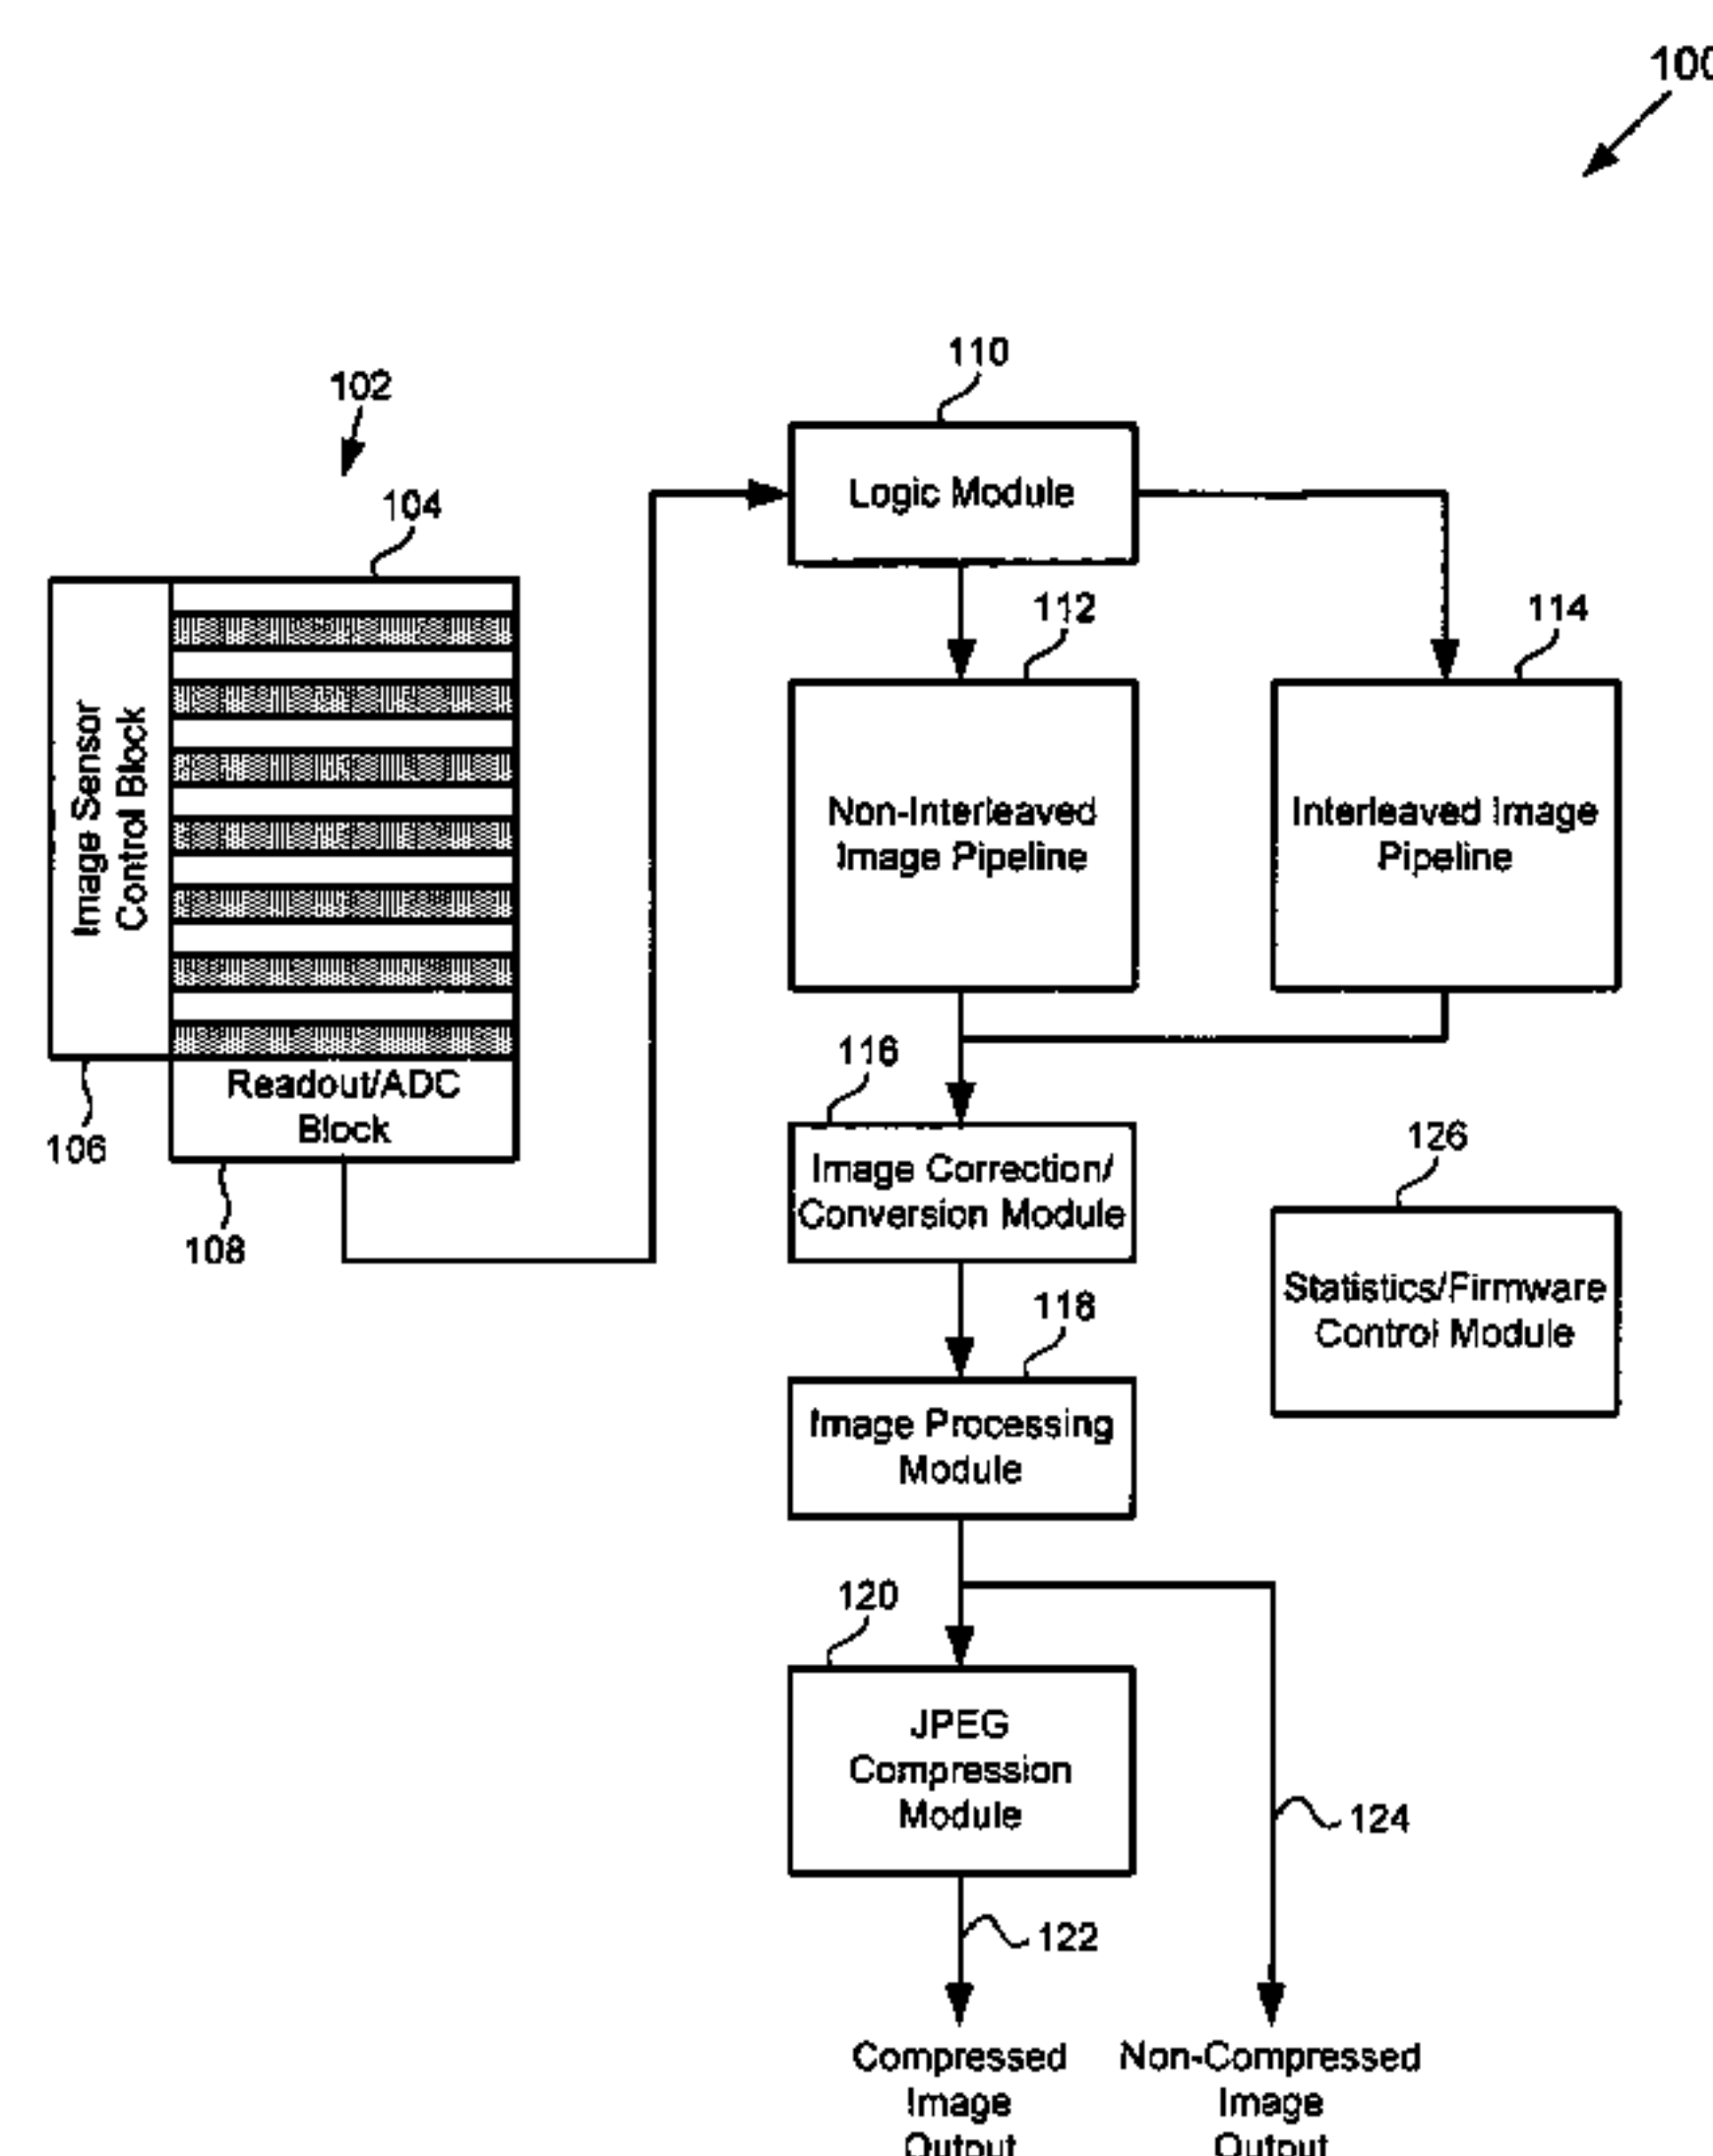 100
102
104
Image Sensor
Control Block
Readout/ADC
Block
106
108
110
Logic Module
112
114
Non-Interleaved
Image Pipeline
Interleaved Image
Pipeline
116
Image Correction/
Conversion Module
126
Statistics/Firmware
Control Module
118
Image Processing
Module
120
JPEG
Compression
Module
124
122
Compressed
Image
Output
Non-Compressed
Image
Output